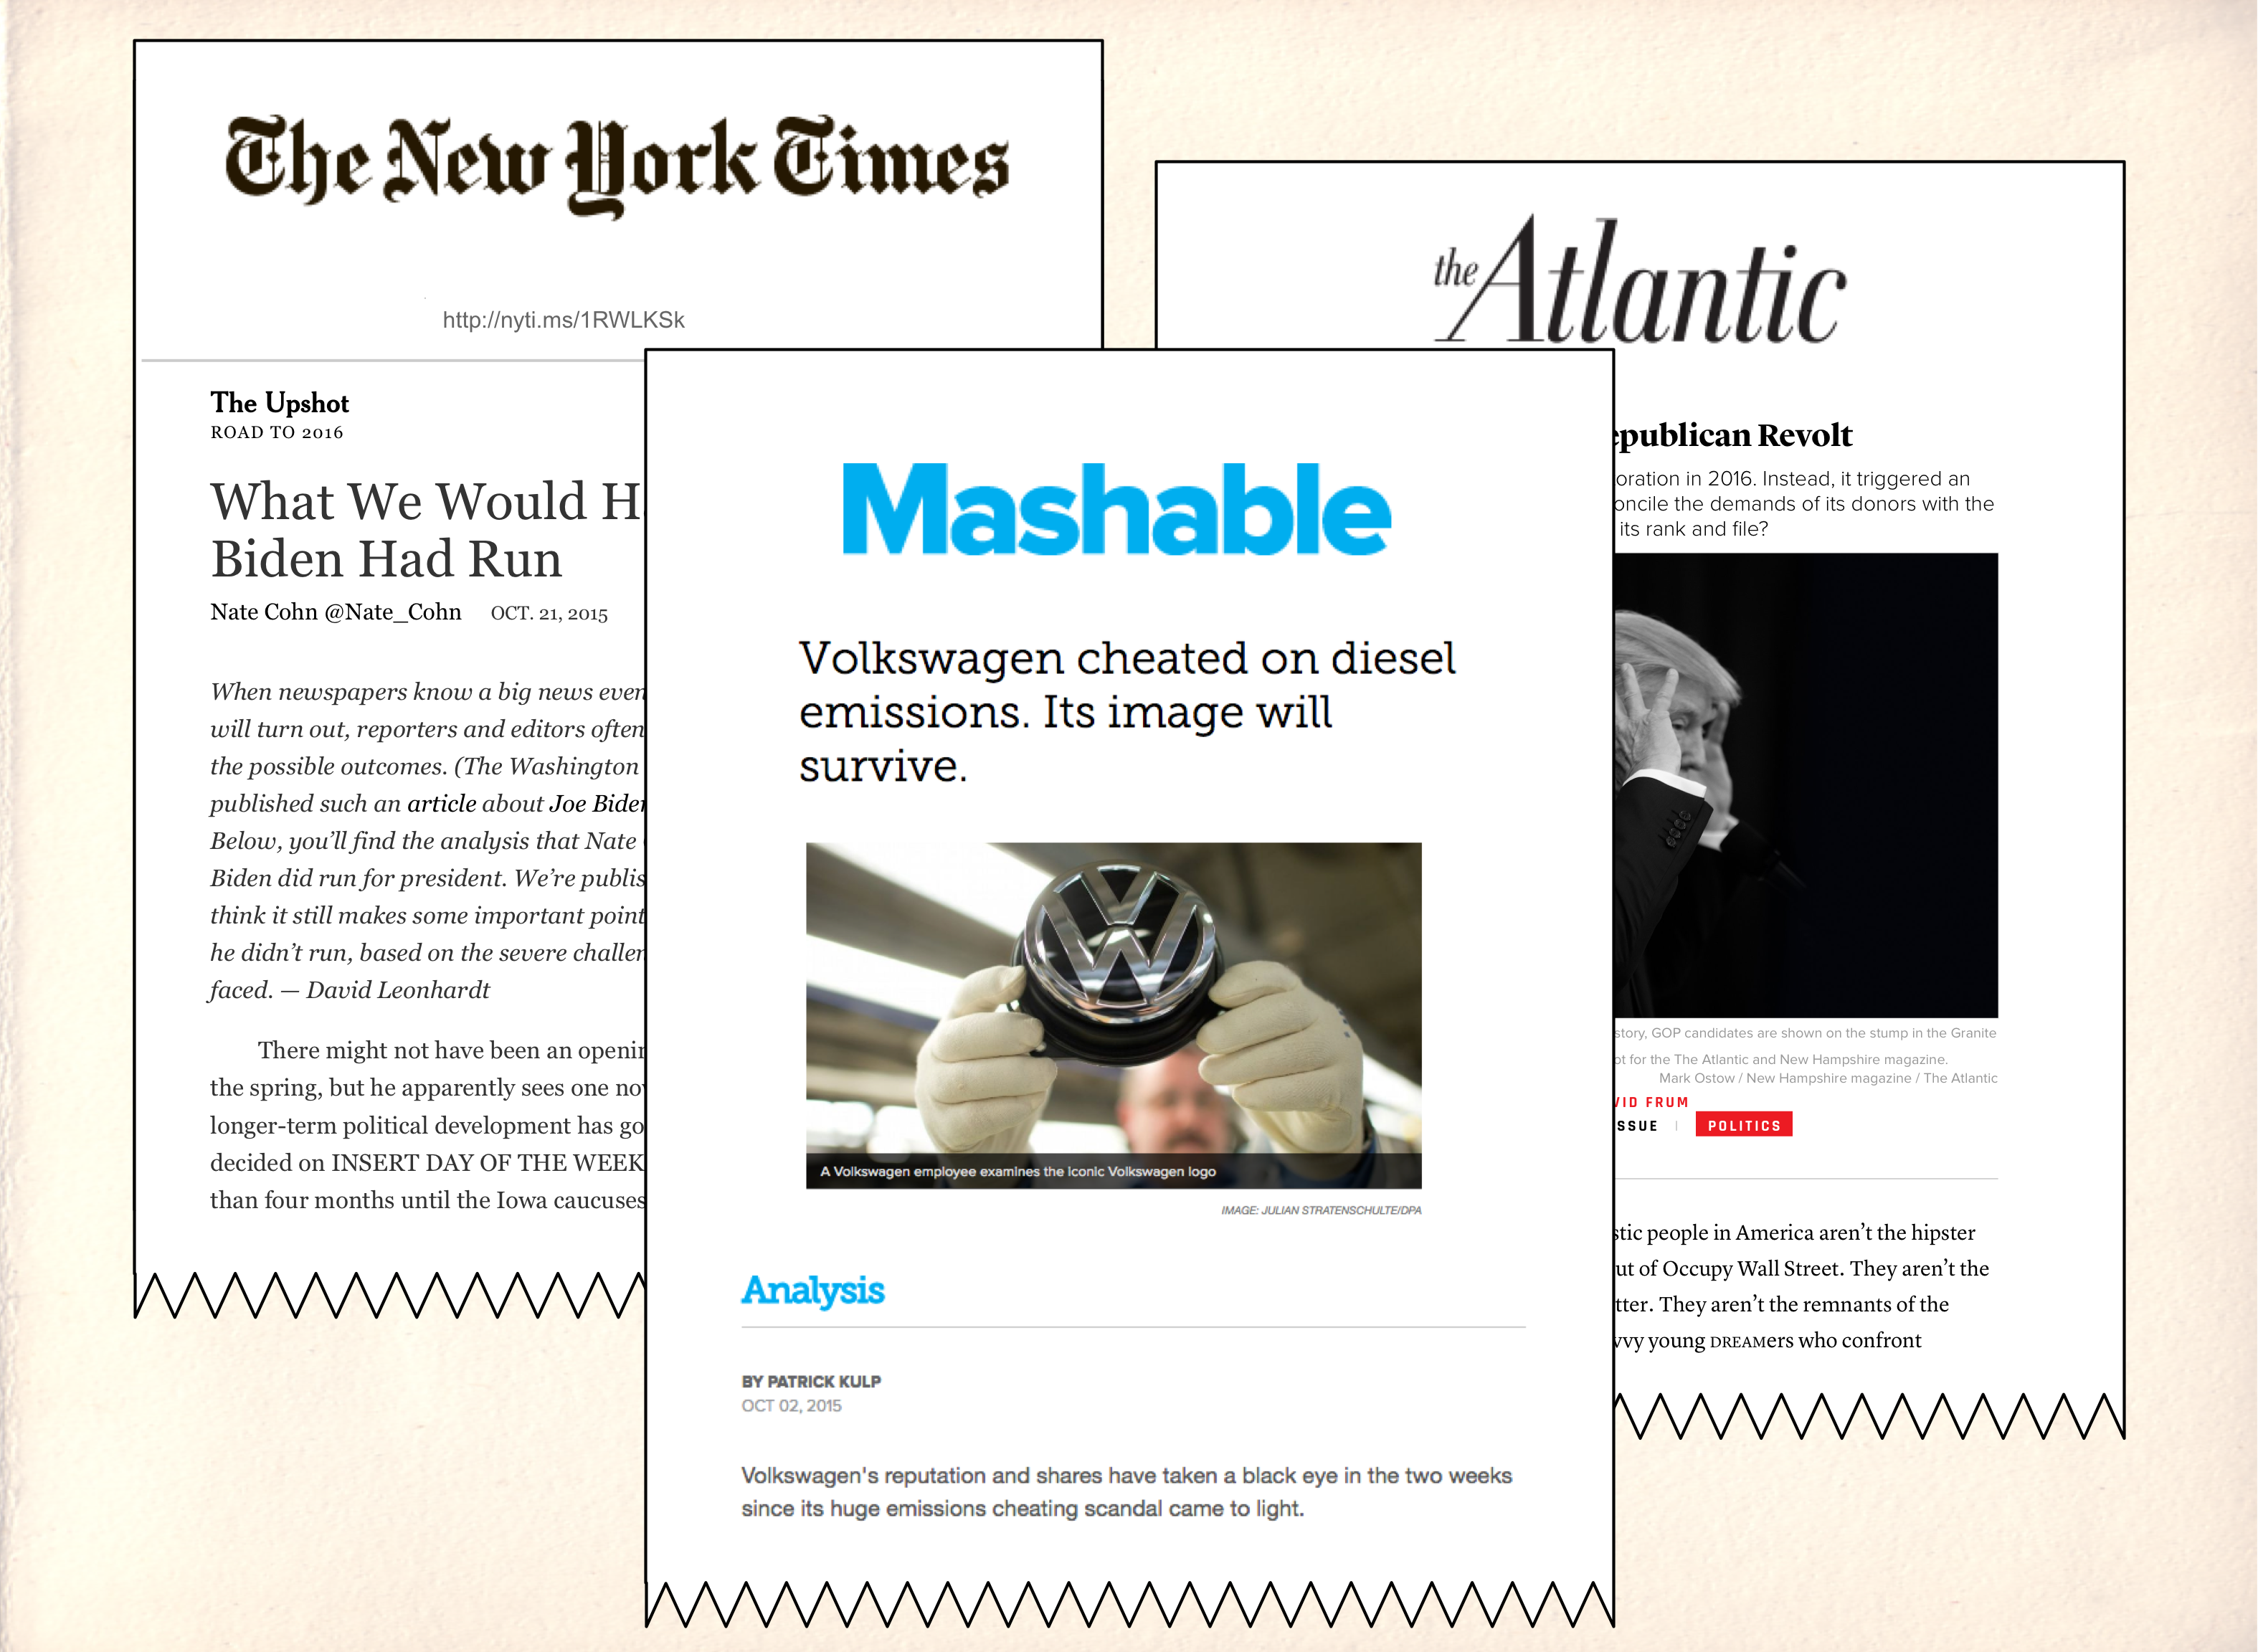 The New York Times
http://nyti.ms/1RWLKSk
The Upshot
ROAD TO 2016
What We Would H
Biden Had Run
Nate Cohn @Nate_Cohn OCT. 21, 2015
When newspapers know a big news even
will turn out, reporters and editors often
the possible outcomes. (The Washington
published such an article about Joe Biden
Below, you’ll find the analysis that Nate
Biden did run for president. We’re publis
think it still makes some important point
he didn’t run, based on the severe challen
faced. — David Leonhardt
There might not have been an openin
the spring, but he apparently sees one no
longer-term political development has go
decided on INSERT DAY OF THE WEEK
than four months until the Iowa caucuses
Mashable
Volkswagen cheated on diesel
emissions. Its image will
survive.
A Volkswagen employee examines the iconic Volkswagen logo
IMAGE: JULIAN STRATENSCHULTE/DPA
Analysis
BY PATRICK KULP
OCT 02, 2015
Volkswagen's reputation and shares have taken a black eye in the two weeks
since its huge emissions cheating scandal came to light.
the Atlantic
epublican Revolt
oration in 2016. Instead, it triggered an
oncile the demands of its donors with the
its rank and file?
story, GOP candidates are shown on the stump in the Granite
ot for the The Atlantic and New Hampshire magazine.
Mark Ostow / New Hampshire magazine / The Atlantic
VID FRUM
SSUE | POLITICS
stic people in America aren’t the hipster
ut of Occupy Wall Street. They aren’t the
tter. They aren’t the remnants of the
vvy young DREAMers who confront